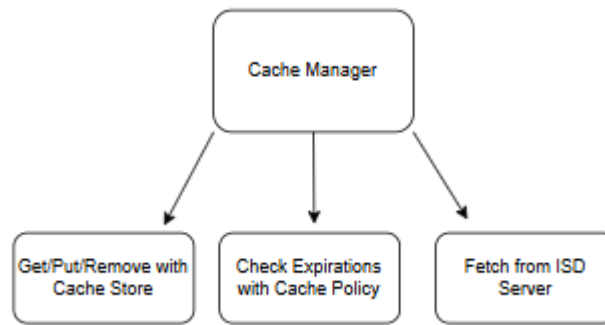 Cache Manager
Get/Put/Remove with
Cache Store
Check Expirations
with Cache Policy
Fetch from ISD
Server